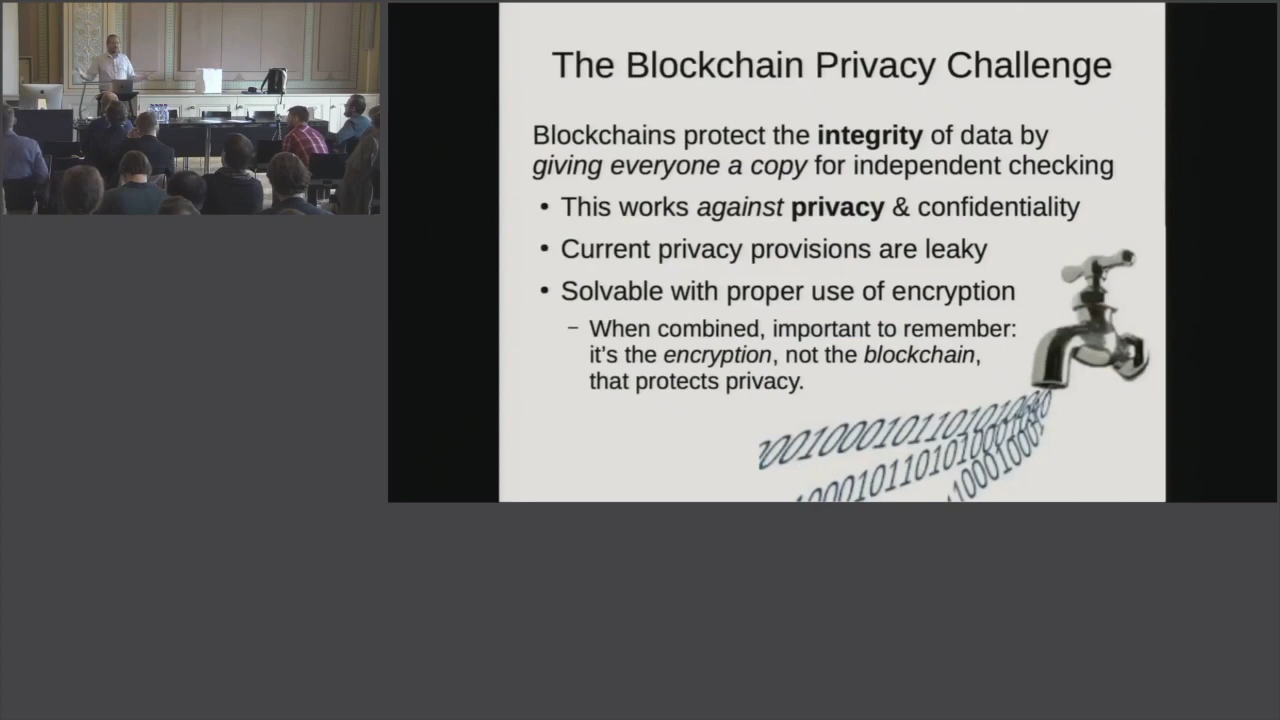 The Blockchain Privacy Challenge
Blockchains protect the integrity of data by
giving everyone a copy for independent checking
• This works against privacy & confidentiality
• Current privacy provisions are leaky
• Solvable with proper use of encryption
– When combined, important to remember:
it's the encryption, not the blockchain,
that protects privacy.